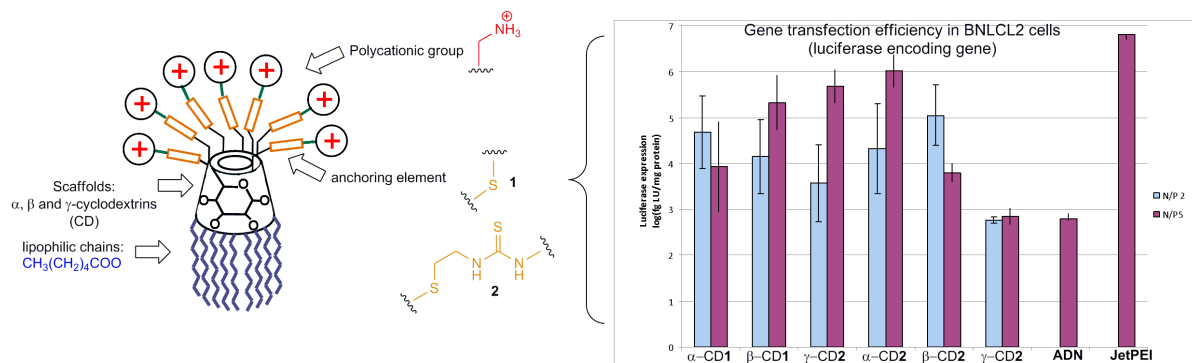 NH3
⊕
Polycationic group
+ + + + + + +
anchoring element
S
1
Scaffolds:
α, β and γ-cyclodextrins
(CD)
O O O O O
lipophilic chains:
CH3(CH2)4COO
S
N
H
N
H
S
2
Gene transfection efficiency in BNLCL2 cells
(luciferase encoding gene)
Luciferase expression
log(fg LU/mg protein)
7
6
5
4
3
2
1
0
N/P 2
N/P5
α–CD1 β–CD1 γ–CD2 α–CD2 β–CD2 γ–CD2 ADN JetPEI